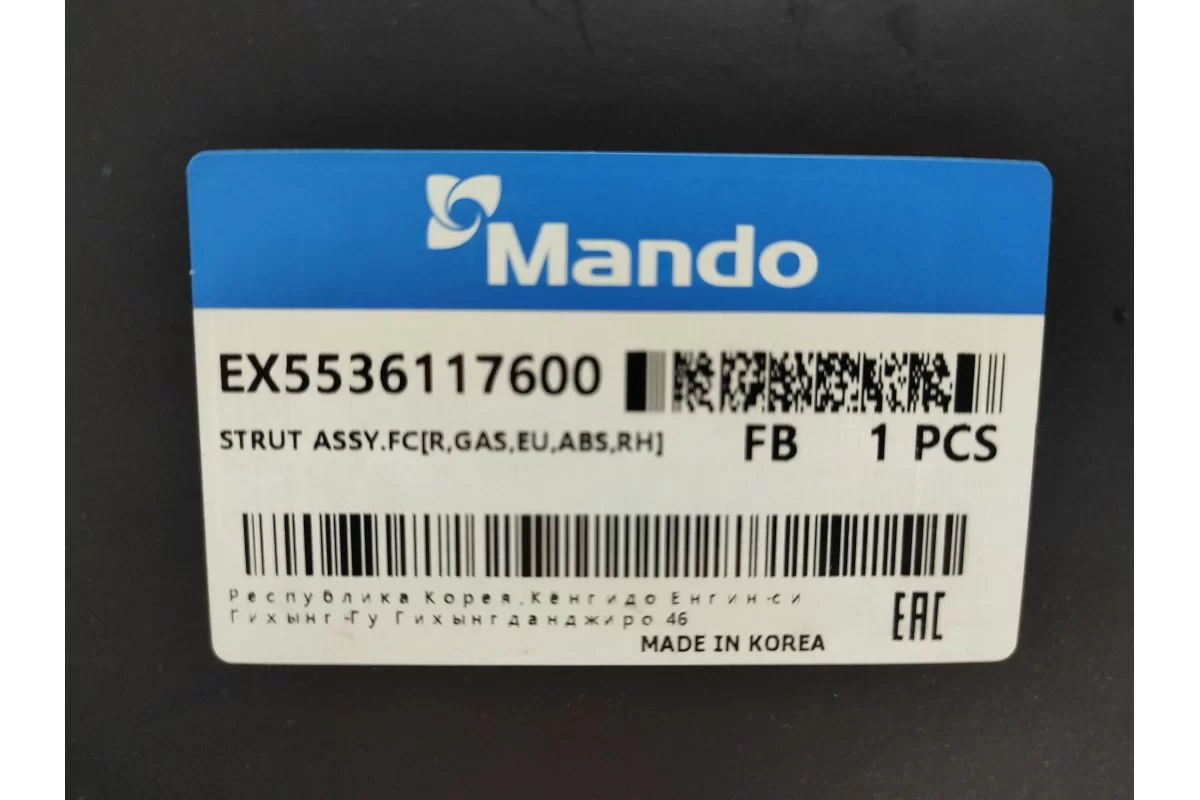 Mando
EX5536117600
STRUT ASSY.FC[R,GAS,EU,ABS,RH] FB 1 PCS
Республика Корея.Кёнгидо Енгин-си
Гихынг-Гу Гихынгданджиро 46
MADE IN KOREA
EAC